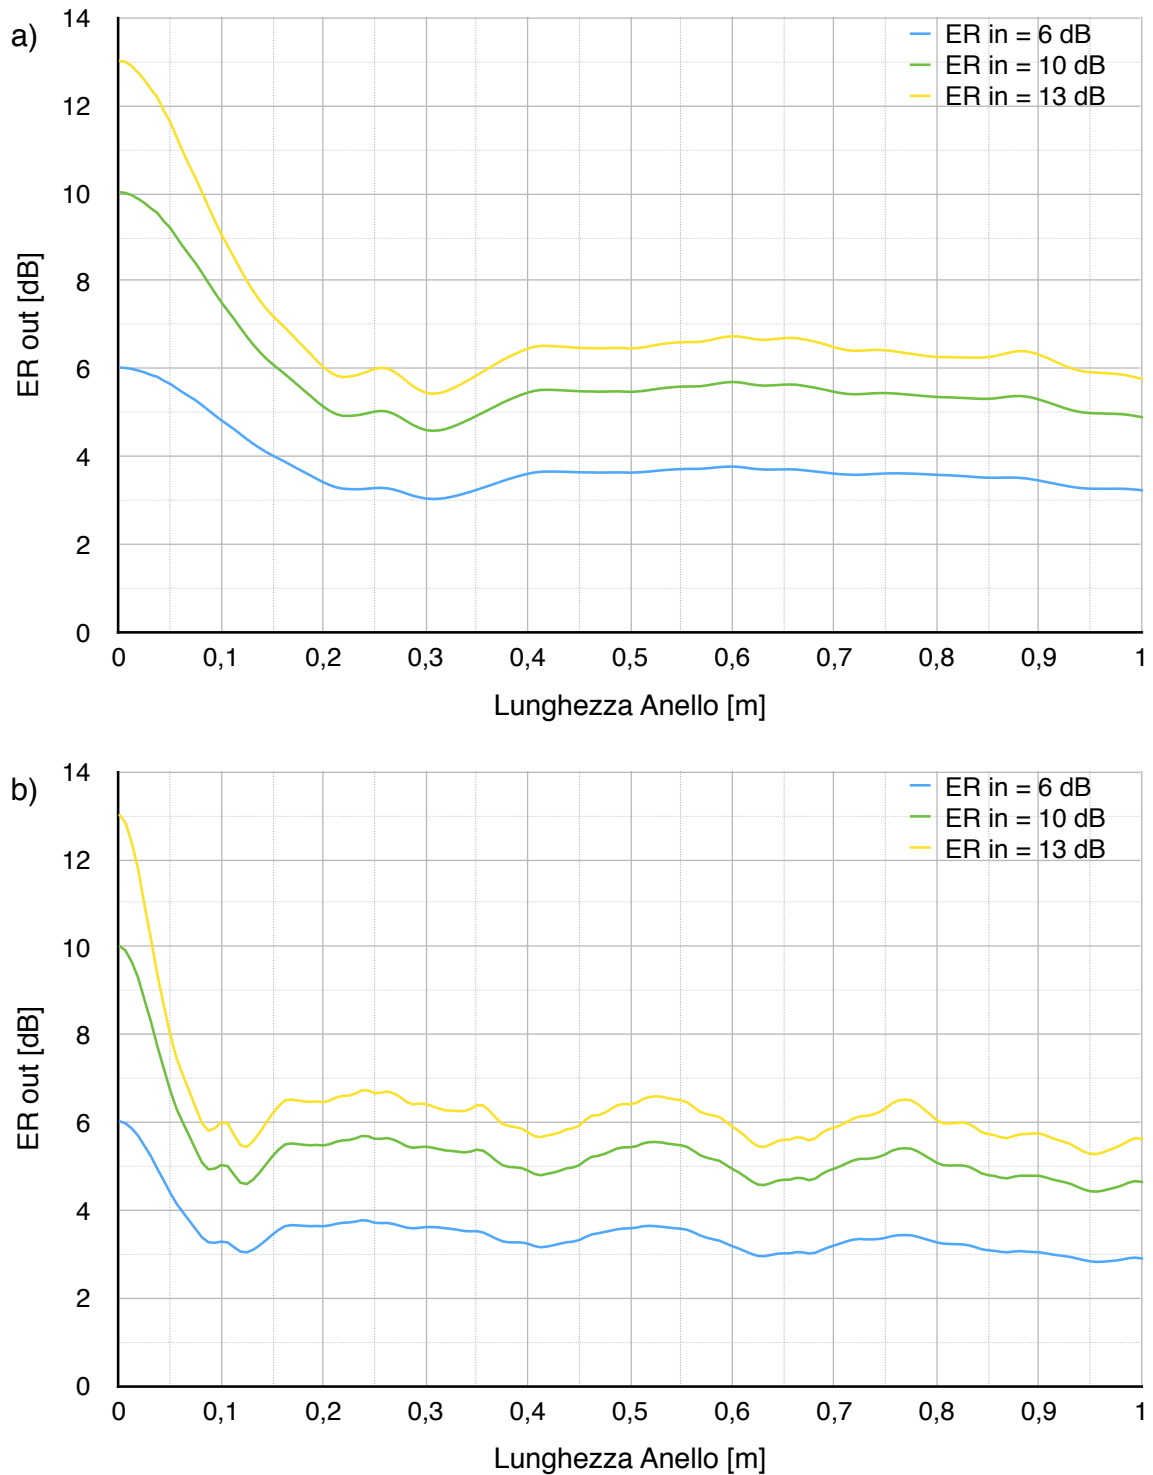 a)
ER in = 6 dB
ER in = 10 dB
ER in = 13 dB
14
12
10
8
6
4
2
0
ER out [dB]
0 0,1 0,2 0,3 0,4 0,5 0,6 0,7 0,8 0,9 1
Lunghezza Anello [m]
b)
ER in = 6 dB
ER in = 10 dB
ER in = 13 dB
14
12
10
8
6
4
2
0
ER out [dB]
0 0,1 0,2 0,3 0,4 0,5 0,6 0,7 0,8 0,9 1
Lunghezza Anello [m]